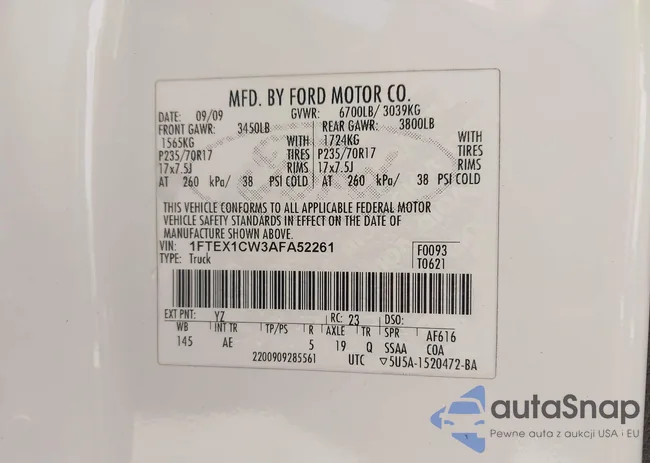 MFD. BY FORD MOTOR CO.
DATE: 09/09 GVWR: 6700LB/ 3039KG
FRONT GAWR: 3450LB REAR GAWR: 3800LB
1565KG WITH 1724KG WITH
P235/70R17 TIRES P235/70R17 TIRES
17x7.5J RIMS 17x7.5J RIMS
AT 260 kPa/ 38 PSI COLD AT 260 kPa/ 38 PSI COLD
THIS VEHICLE CONFORMS TO ALL APPLICABLE FEDERAL MOTOR
VEHICLE SAFETY STANDARDS IN EFFECT ON THE DATE OF
MANUFACTURE SHOWN ABOVE.
VIN: 1FTEX1CW3AFA52261 F0093
TYPE: Truck T0621
EXT PNT: YZ RC: 23 DSO:
WB INT TR TP/PS R AXLE TR SPR AF616
145 AE 5 19 Q SSAA COA
2200909285561 UTC ▽5U5A-1520472-BA
autoSnap
Pewne auta z aukcji USA i EU